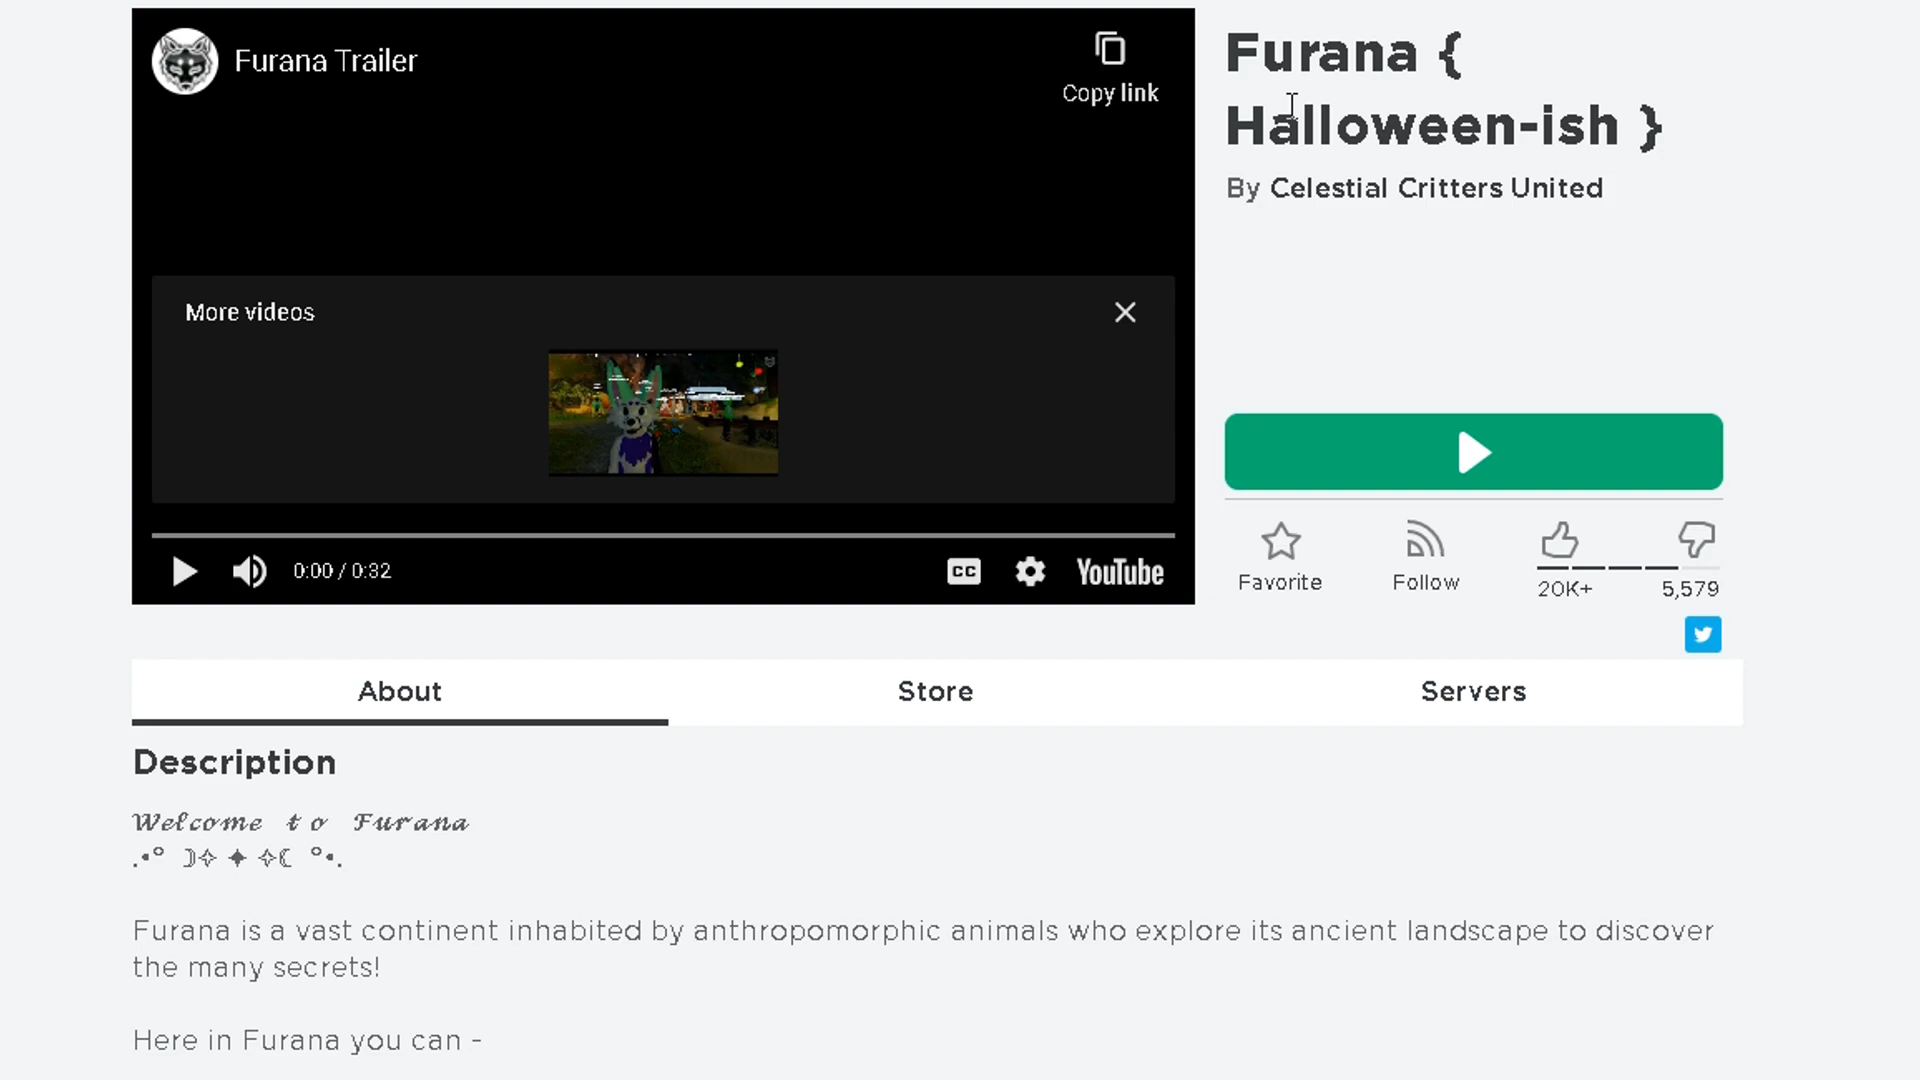 Furana Trailer
Copy link
More videos
0:00 / 0:32
CC
YouTube
Furana {
Halloween-ish }
By Celestial Critters United
Favorite
Follow
20K+
5,579
About
Store
Servers
Description
𝓦𝓮𝓵𝓬𝓸𝓶𝓮 𝓽𝓸 𝓕𝓾𝓻𝓪𝓷𝓪
.•° ☽✧ ✦ ✧☾ °•.
Furana is a vast continent inhabited by anthropomorphic animals who explore its ancient landscape to discover
the many secrets!
Here in Furana you can -